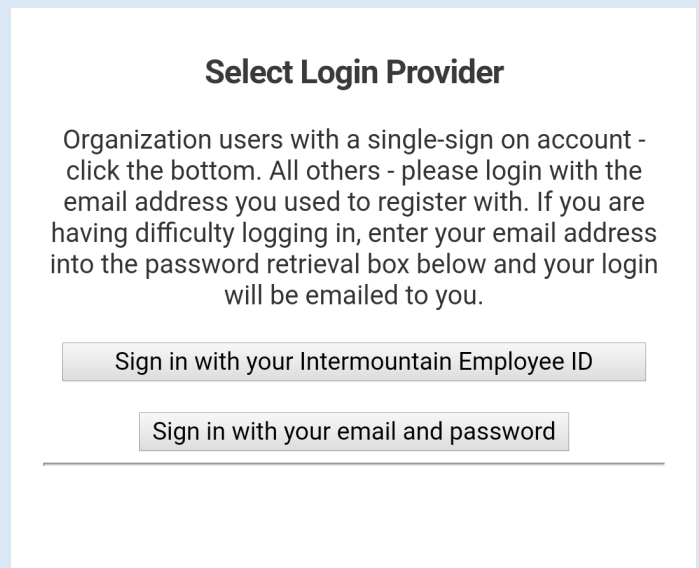 Select Login Provider
Organization users with a single-sign on account -
click the bottom. All others - please login with the
email address you used to register with. If you are
having difficulty logging in, enter your email address
into the password retrieval box below and your login
will be emailed to you.
Sign in with your Intermountain Employee ID
Sign in with your email and password